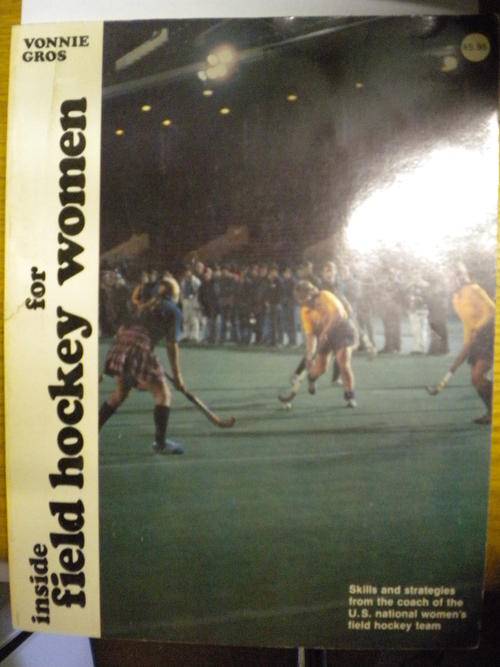 VONNIE
GROS
inside
field hockey
for
women
$5.95
Skills and strategies
from the coach of the
U.S. national women's
field hockey team